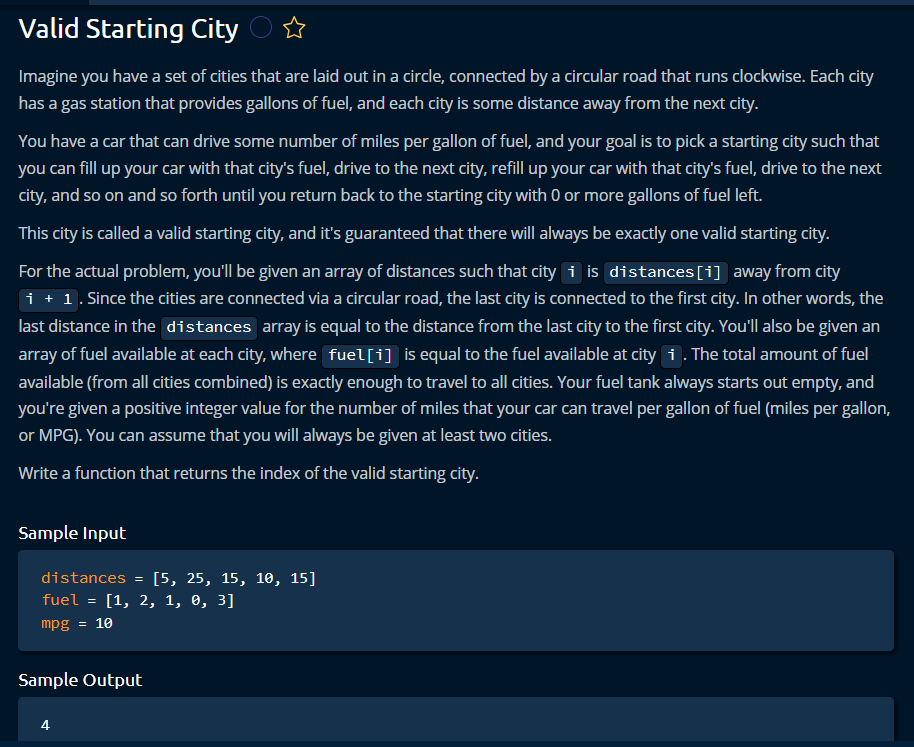 Valid Starting City
Imagine you have a set of cities that are laid out in a circle, connected by a circular road that runs clockwise. Each city
has a gas station that provides gallons of fuel, and each city is some distance away from the next city.
You have a car that can drive some number of miles per gallon of fuel, and your goal is to pick a starting city such that
you can fill up your car with that city's fuel, drive to the next city, refill up your car with that city's fuel, drive to the next
city, and so on and so forth until you return back to the starting city with 0 or more gallons of fuel left.
This city is called a valid starting city, and it's guaranteed that there will always be exactly one valid starting city.
For the actual problem, you'll be given an array of distances such that city i is distances[i] away from city
i + 1. Since the cities are connected via a circular road, the last city is connected to the first city. In other words, the
last distance in the distances array is equal to the distance from the last city to the first city. You'll also be given an
array of fuel available at each city, where fuel[i] is equal to the fuel available at city i. The total amount of fuel
available (from all cities combined) is exactly enough to travel to all cities. Your fuel tank always starts out empty, and
you're given a positive integer value for the number of miles that your car can travel per gallon of fuel (miles per gallon,
or MPG). You can assume that you will always be given at least two cities.
Write a function that returns the index of the valid starting city.
Sample Input
distances = [5, 25, 15, 10, 15]
fuel = [1, 2, 1, 0, 3]
mpg = 10
Sample Output
4